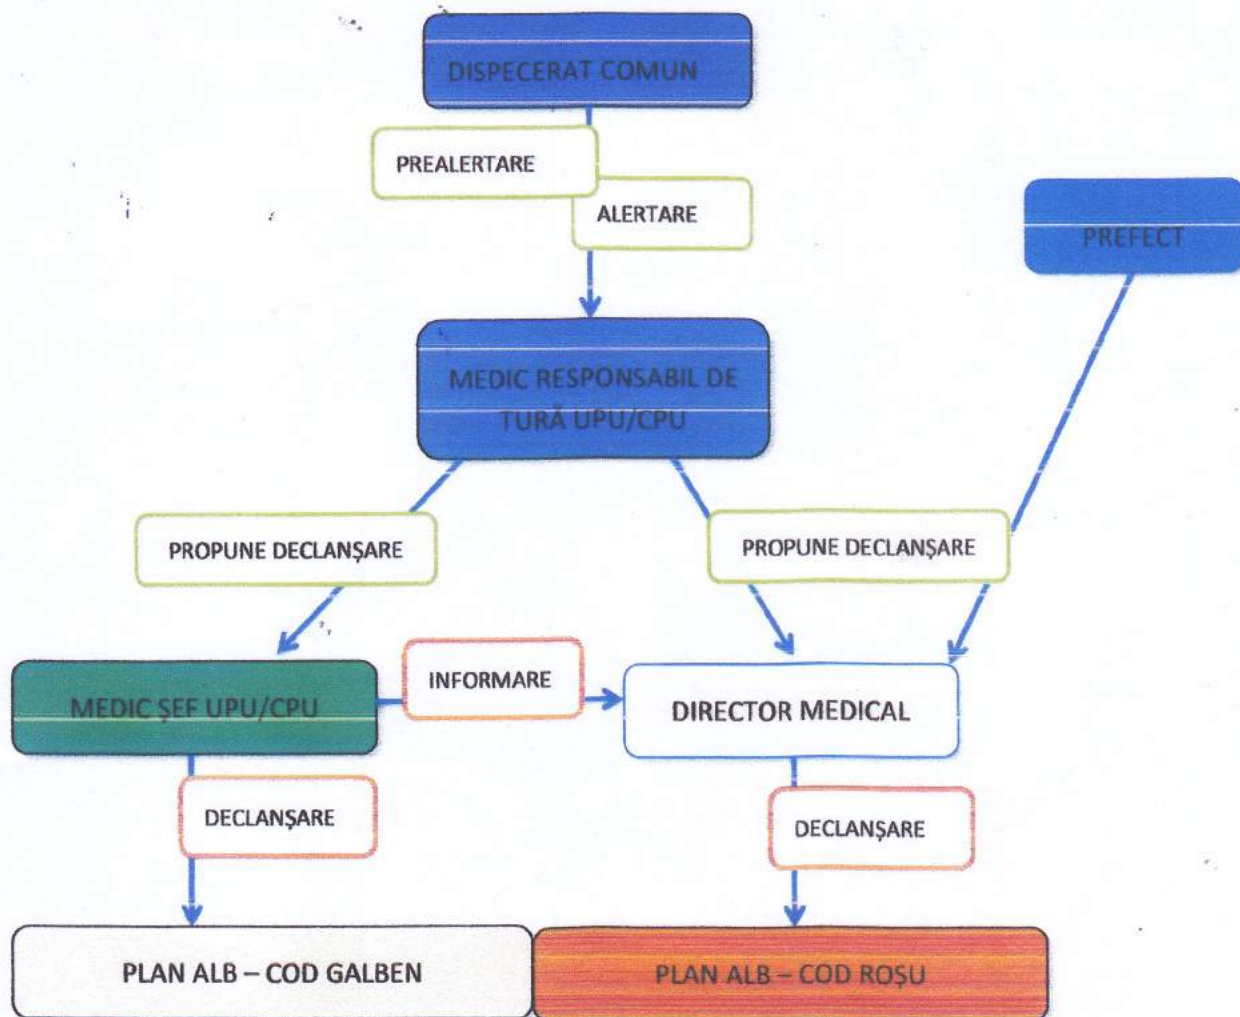 DISPECERAT COMUN
PREALERTARE
ALERTARE
PREFECT
MEDIC RESPONSABIL DE
TURĂ UPU/CPU
PROPUNE DECLANŞARE
PROPUNE DECLANŞARE
INFORMARE
MEDIC ŞEF UPU/CPU
DIRECTOR MEDICAL
DECLANŞARE
DECLANŞARE
PLAN ALB – COD GALBEN
PLAN ALB – COD ROŞU